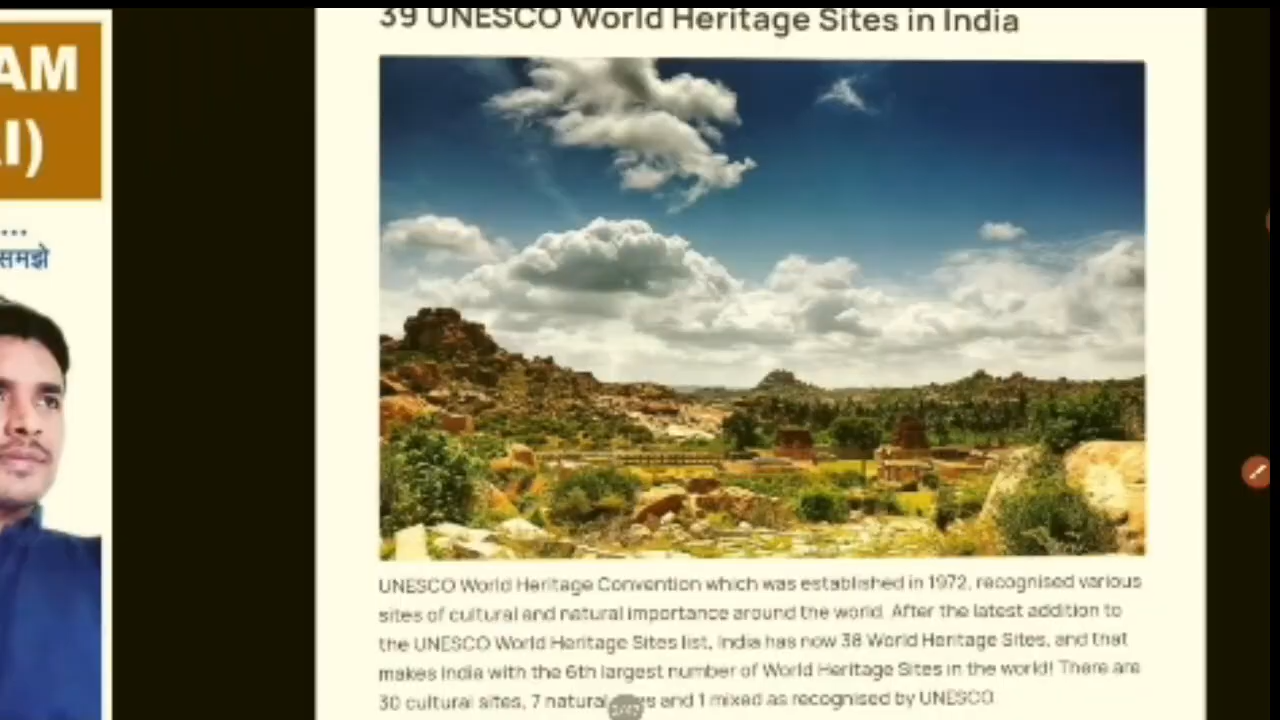 AM
I)
....
समझे
39 UNESCO World Heritage Sites in India
UNESCO World Heritage Convention which was established in 1972, recognised various
sites of cultural and natural importance around the world. After the latest addition to
the UNESCO World Heritage Sites list, India has now 38 World Heritage Sites, and that
makes India with the 6th largest number of World Heritage Sites in the world! There are
30 cultural sites, 7 natural and 1 mixed as recognised by UNESCO
2/47